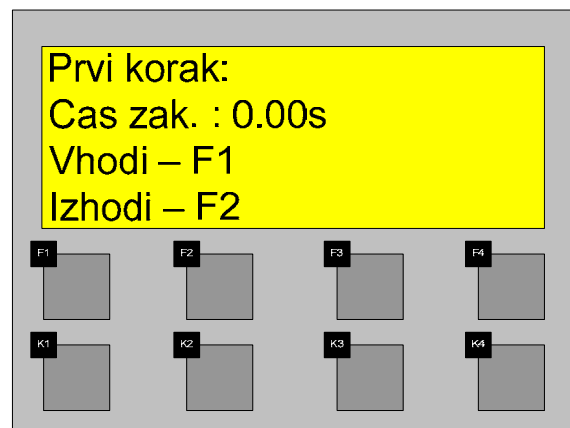 Prvi korak:
Cas zak. : 0.00s
Vhodi – F1
Izhodi – F2
F1 F2 F3 F4
K1 K2 K3 K4